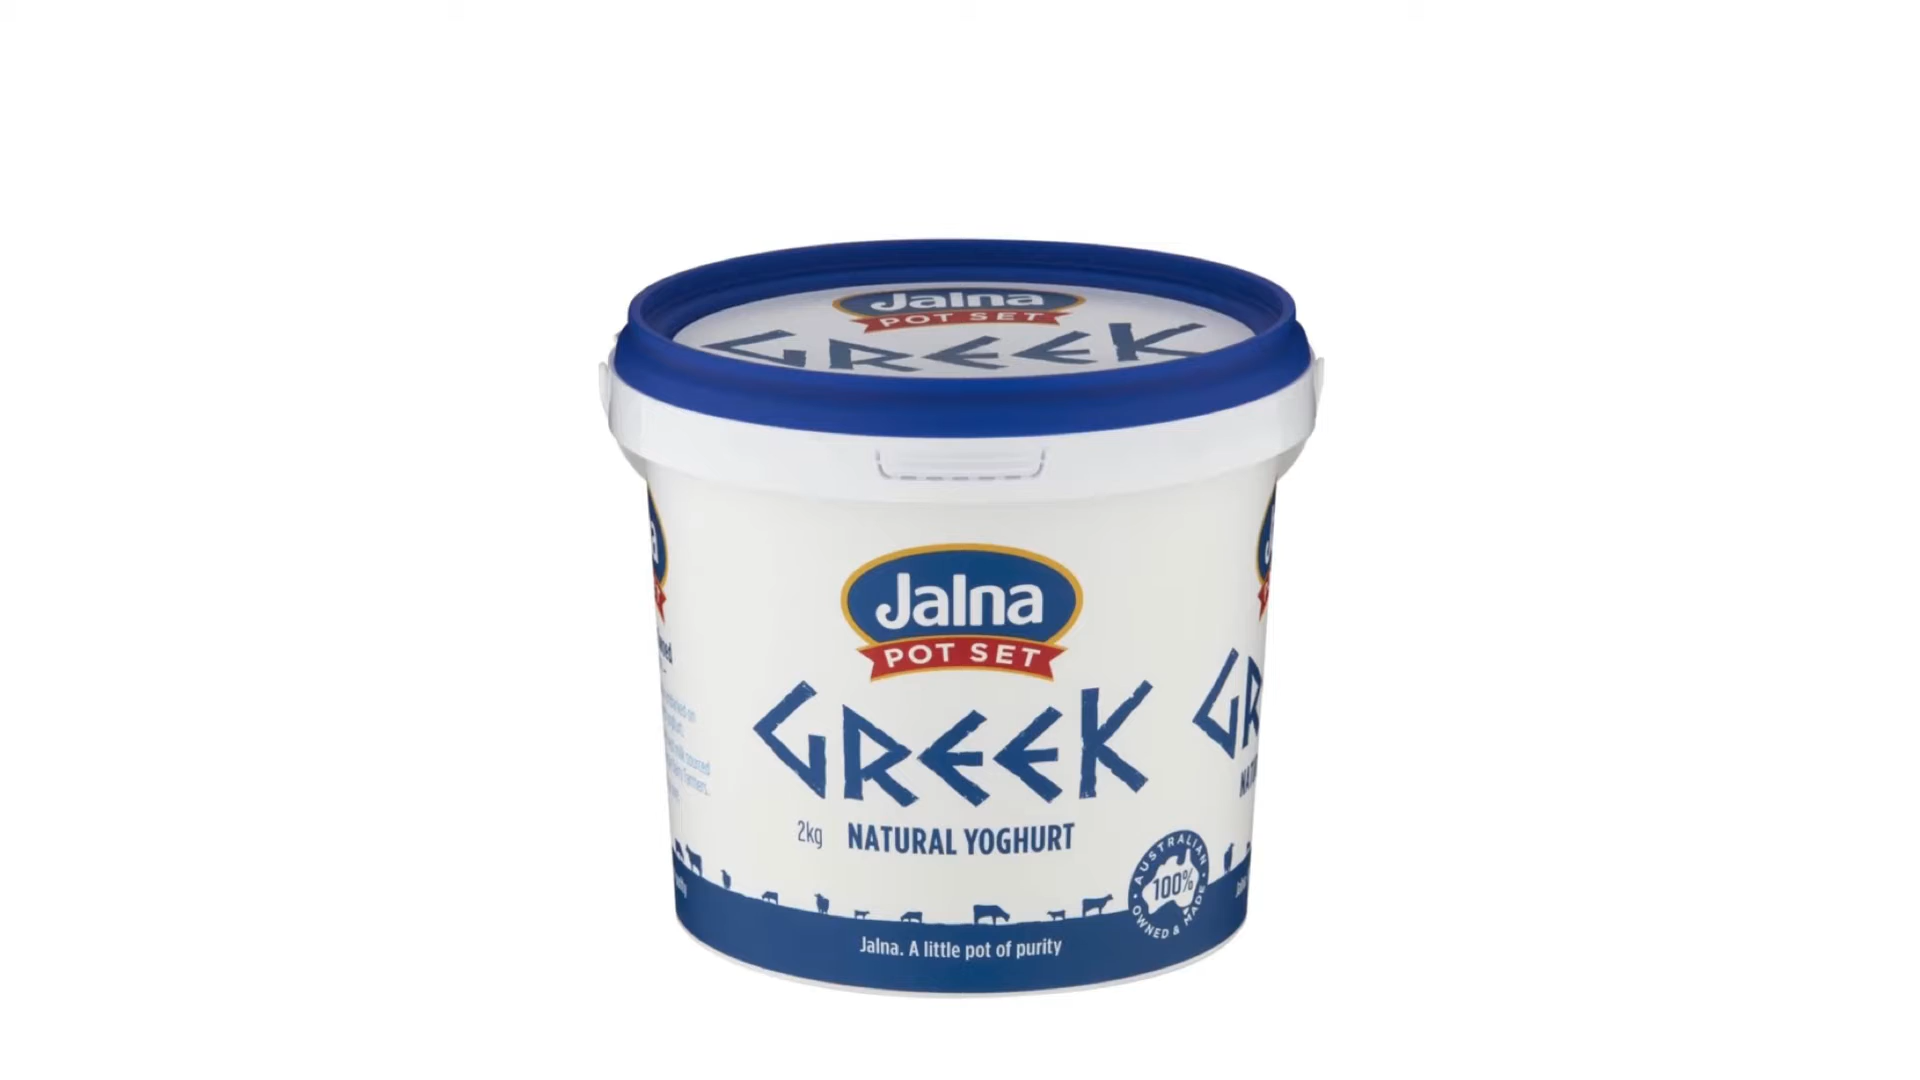 Jalna
POT SET
GREEK
Jalna
POT SET
GREEK
2kg NATURAL YOGHURT
AUSTRALIAN
100%
OWNED & MADE
Jalna. A little pot of purity